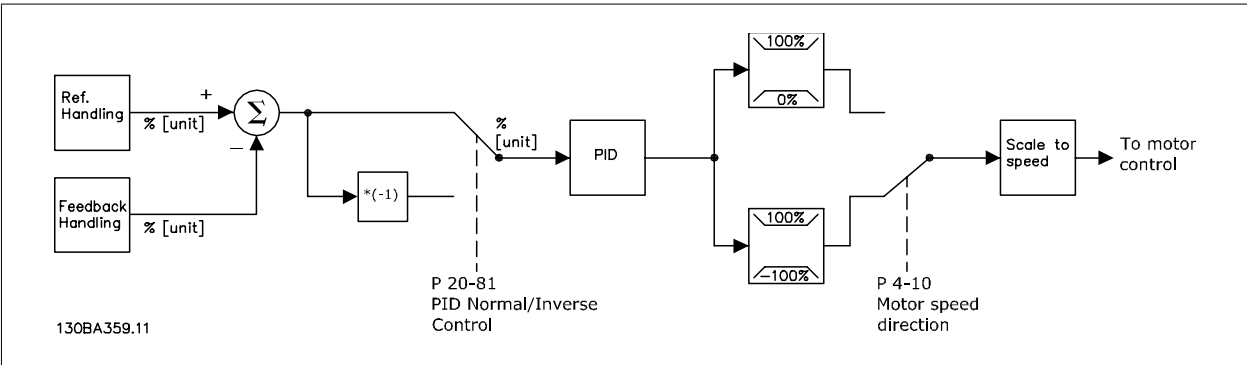 Ref.
Handling
+
% [unit]
Σ
−
Feedback
Handling
% [unit]
*(-1)
%
[unit]
PID
100%
0%
100%
−100%
Scale to
speed
To motor
control
P 20-81
PID Normal/Inverse
Control
P 4-10
Motor speed
direction
130BA359.11